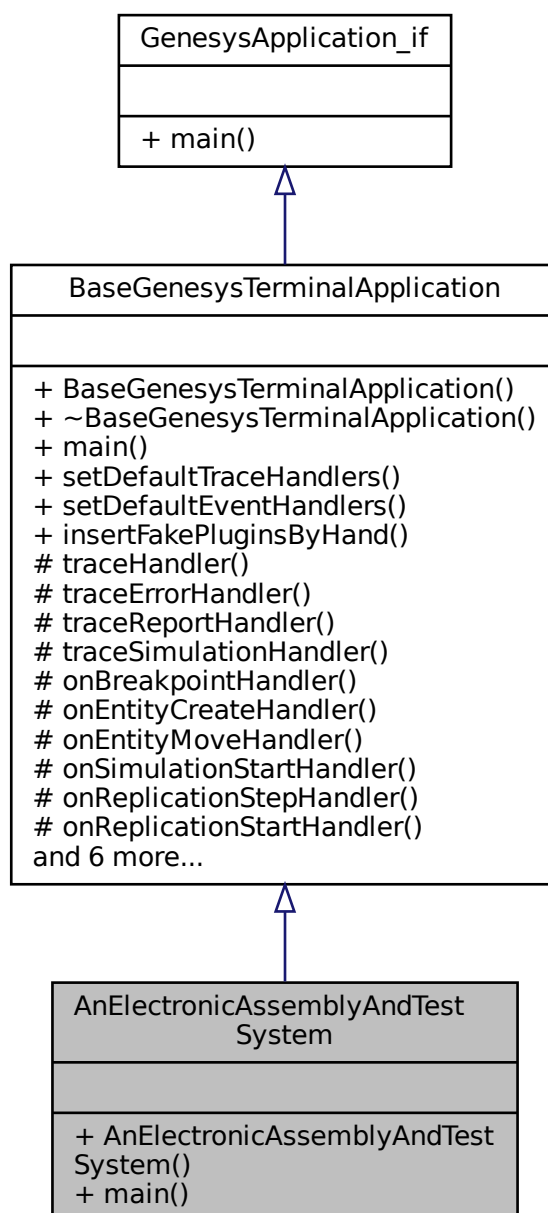 GenesysApplication_if
+ main()
BaseGenesysTerminalApplication
+ BaseGenesysTerminalApplication()
+ ~BaseGenesysTerminalApplication()
+ main()
+ setDefaultTraceHandlers()
+ setDefaultEventHandlers()
+ insertFakePluginsByHand()
# traceHandler()
# traceErrorHandler()
# traceReportHandler()
# traceSimulationHandler()
# onBreakpointHandler()
# onEntityCreateHandler()
# onEntityMoveHandler()
# onSimulationStartHandler()
# onReplicationStepHandler()
# onReplicationStartHandler()
and 6 more...
AnElectronicAssemblyAndTest
System
+ AnElectronicAssemblyAndTest
System()
+ main()